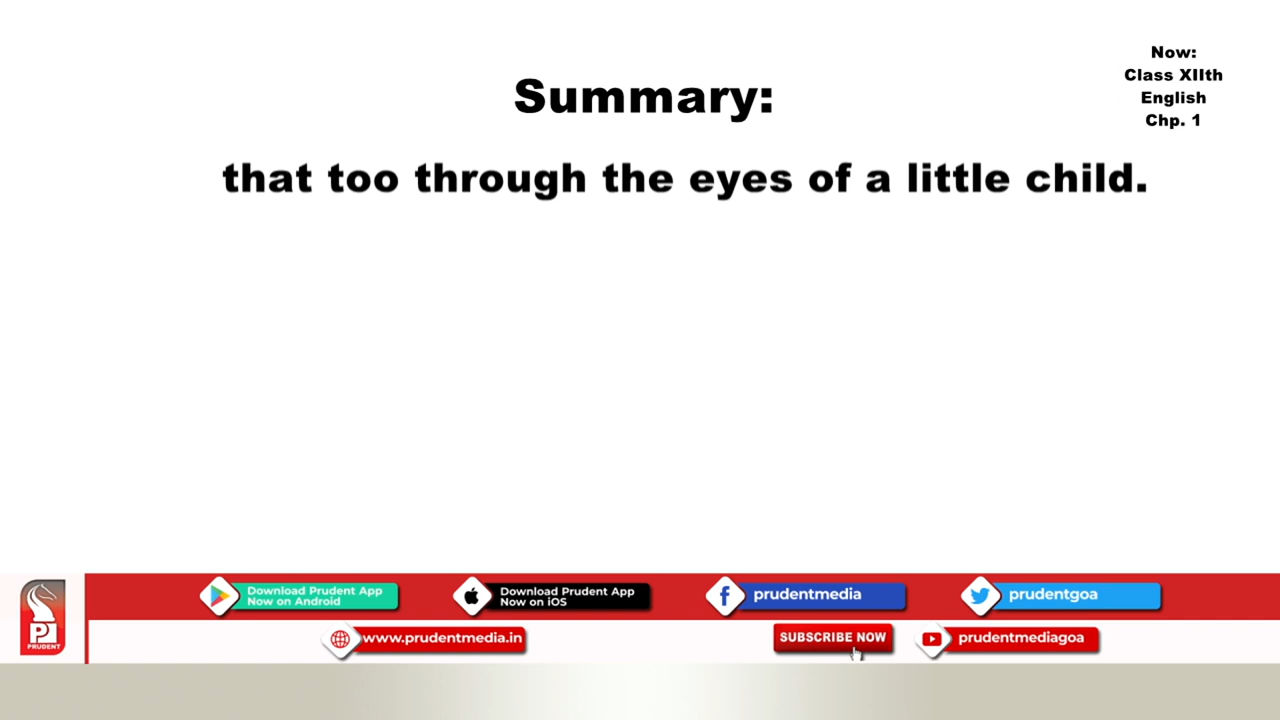 Now:
Class XIIth
English
Chp. 1
Summary:
that too through the eyes of a little child.
Download Prudent App
Now on Android
Download Prudent App
Now on iOS
prudentmedia
prudentgoa
PI
PRUDENT
www.prudentmedia.in
SUBSCRIBE NOW
prudentmediagoa